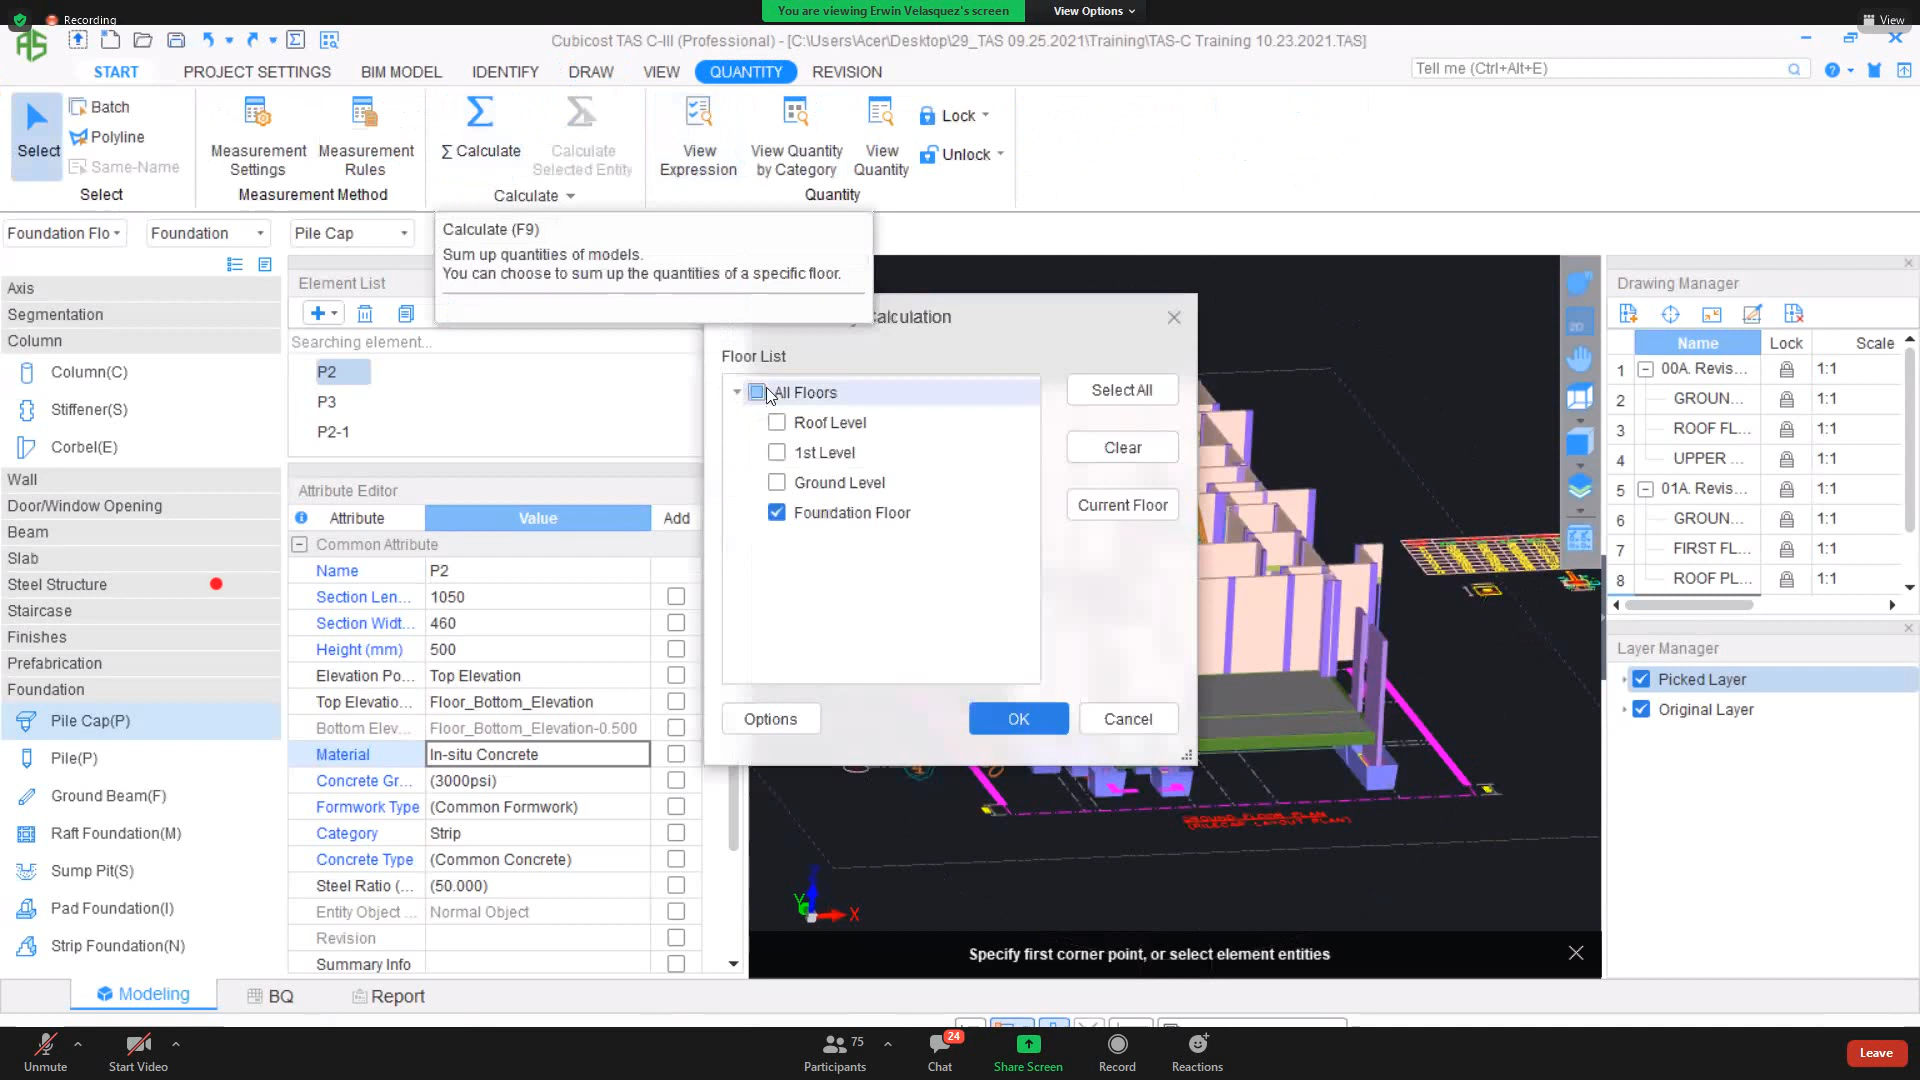 Recording
You are viewing Erwin Velasquez's screen
View Options
View
Cubicost TAS C-III (Professional) - [C:\Users\Acer\Desktop\29_TAS 09.25.2021\Training\TAS-C Training 10.23.2021.TAS]
START
PROJECT SETTINGS
BIM MODEL
IDENTIFY
DRAW
VIEW
QUANTITY
REVISION
Tell me (Ctrl+Alt+E)
Select
Batch
Polyline
Same-Name
Select
Measurement Settings
Measurement Rules
Measurement Method
Σ Calculate
Calculate Selected Entity
Calculate
View Expression
View Quantity by Category
View Quantity
Lock
Unlock
Quantity
Foundation Flo
Foundation
Pile Cap
Calculate (F9)
Sum up quantities of models.
You can choose to sum up the quantities of a specific floor.
Axis
Segmentation
Column
Column(C)
Stiffener(S)
Corbel(E)
Wall
Door/Window Opening
Beam
Slab
Steel Structure
Staircase
Finishes
Prefabrication
Foundation
Pile Cap(P)
Pile(P)
Ground Beam(F)
Raft Foundation(M)
Sump Pit(S)
Pad Foundation(I)
Strip Foundation(N)
Element List
Searching element...
P2
P3
P2-1
Attribute Editor
Attribute Value Add
Common Attribute
Name P2
Section Len... 1050
Section Widt... 460
Height (mm) 500
Elevation Po... Top Elevation
Top Elevatio... Floor_Bottom_Elevation
Bottom Elev... Floor_Bottom_Elevation-0.500
Material In-situ Concrete
Concrete Gr... (3000psi)
Formwork Type (Common Formwork)
Category Strip
Concrete Type (Common Concrete)
Steel Ratio (... (50.000)
Entity Object ... Normal Object
Revision
Summary Info
Calculation
Floor List
All Floors
Roof Level
1st Level
Ground Level
Foundation Floor
Select All
Clear
Current Floor
Options
OK
Cancel
2D
GROUND FLOOR PLAN
(PILECAP LAYOUT PLAN)
Z
Y
X
Specify first corner point, or select element entities
Drawing Manager
Name Lock Scale
1 00A. Revis... 1:1
2 GROUN... 1:1
3 ROOF FL... 1:1
4 UPPER ... 1:1
5 01A. Revis... 1:1
6 GROUN... 1:1
7 FIRST FL... 1:1
8 ROOF PL... 1:1
Layer Manager
Picked Layer
Original Layer
Modeling
BQ
Report
Unmute
Start Video
75
Participants
24
Chat
Share Screen
Record
Reactions
Leave